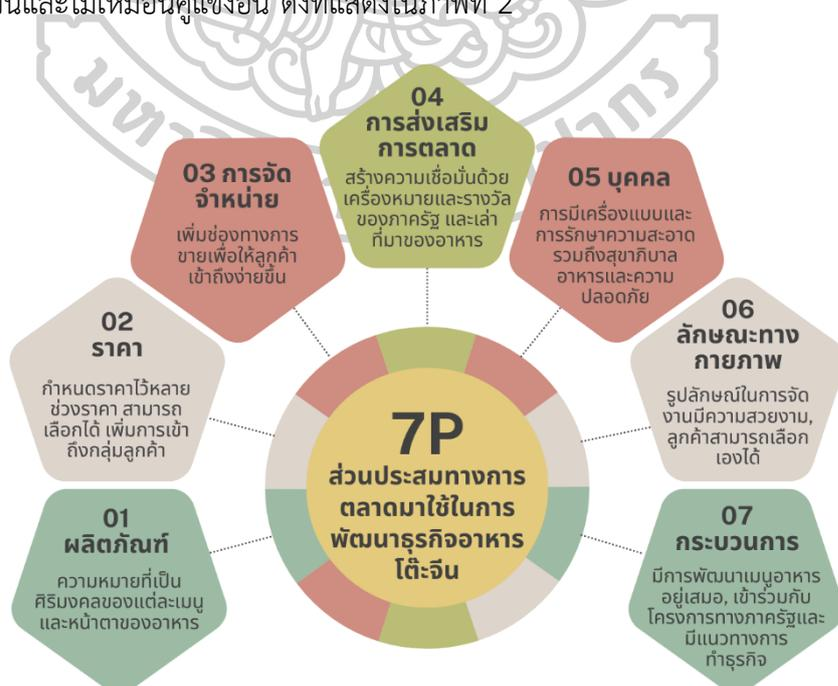 นและไม่เหมือนคู่แข่งอื่น ดังที่แสดงในภาพที่ 2
04
การส่งเสริม
การตลาด
สร้างความเชื่อมั่นด้วย
เครื่องหมายและรางวัล
ของภาครัฐ และเล่า
ที่มาของอาหาร
03 การจัด
จำหน่าย
เพิ่มช่องทางการ
ขายเพื่อให้ลูกค้า
เข้าถึงง่ายขึ้น
05 บุคคล
การมีเครื่องแบบและ
การรักษาความสะอาด
รวมถึงสุขาภิบาล
อาหารและความ
ปลอดภัย
02
ราคา
กำหนดราคาไว้หลาย
ช่วงราคา สามารถ
เลือกได้ เพิ่มการเข้า
ถึงกลุ่มลูกค้า
06
ลักษณะทาง
กายภาพ
รูปลักษณ์ในการจัด
งานมีความสวยงาม,
ลูกค้าสามารถเลือก
เองได้
7P
ส่วนประสมทางการ
ตลาดมาใช้ในการ
พัฒนาธุรกิจอาหาร
โต๊ะจีน
01
ผลิตภัณฑ์
ความหมายที่เป็น
ศิริมงคลของแต่ละเมนู
และหน้าตาของอาหาร
07
กระบวนการ
มีการพัฒนาเมนูอาหาร
อยู่เสมอ, เข้าร่วมกับ
โครงการทางภาครัฐและ
มีแนวทางการ
ทำธุรกิจ